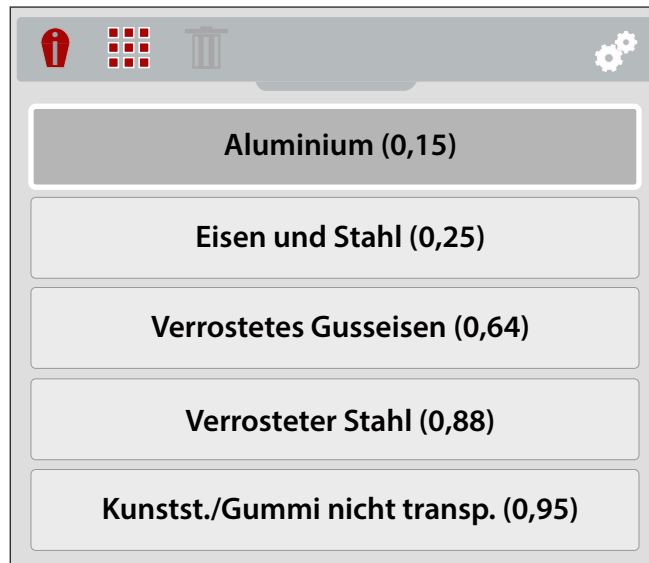 Aluminium (0,15)
Eisen und Stahl (0,25)
Verrostetes Gusseisen (0,64)
Verrosteter Stahl (0,88)
Kunstst./Gummi nicht transp. (0,95)